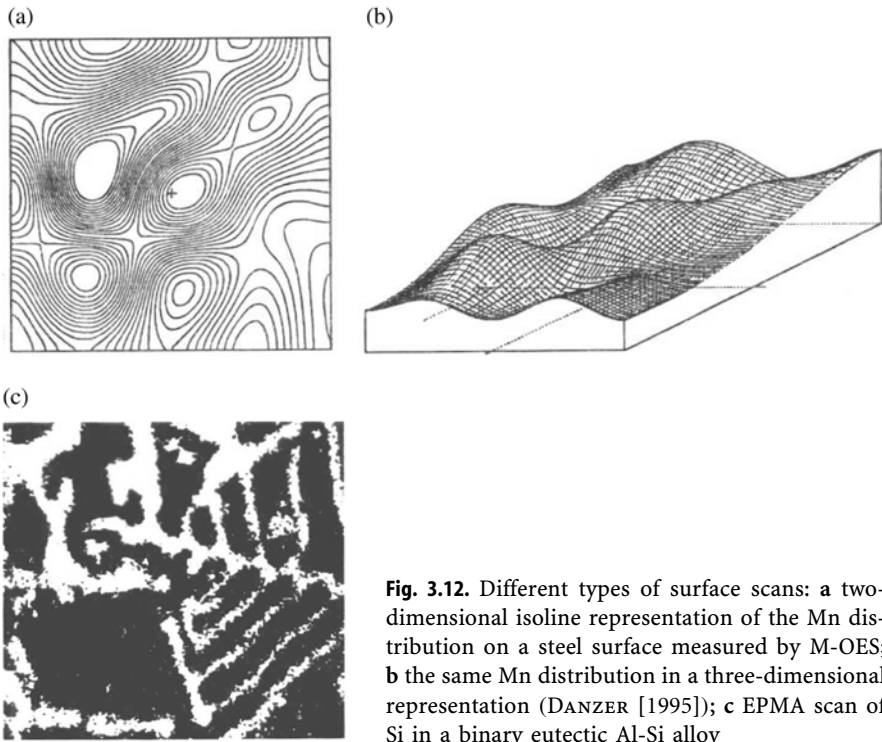 (a)
(b)
(c)
Fig. 3.12. Different types of surface scans: a two-
dimensional isoline representation of the Mn dis-
tribution on a steel surface measured by M-OES;
b the same Mn distribution in a three-dimensional
representation (DANZER [1995]); c EPMA scan of
Si in a binary eutectic Al-Si alloy